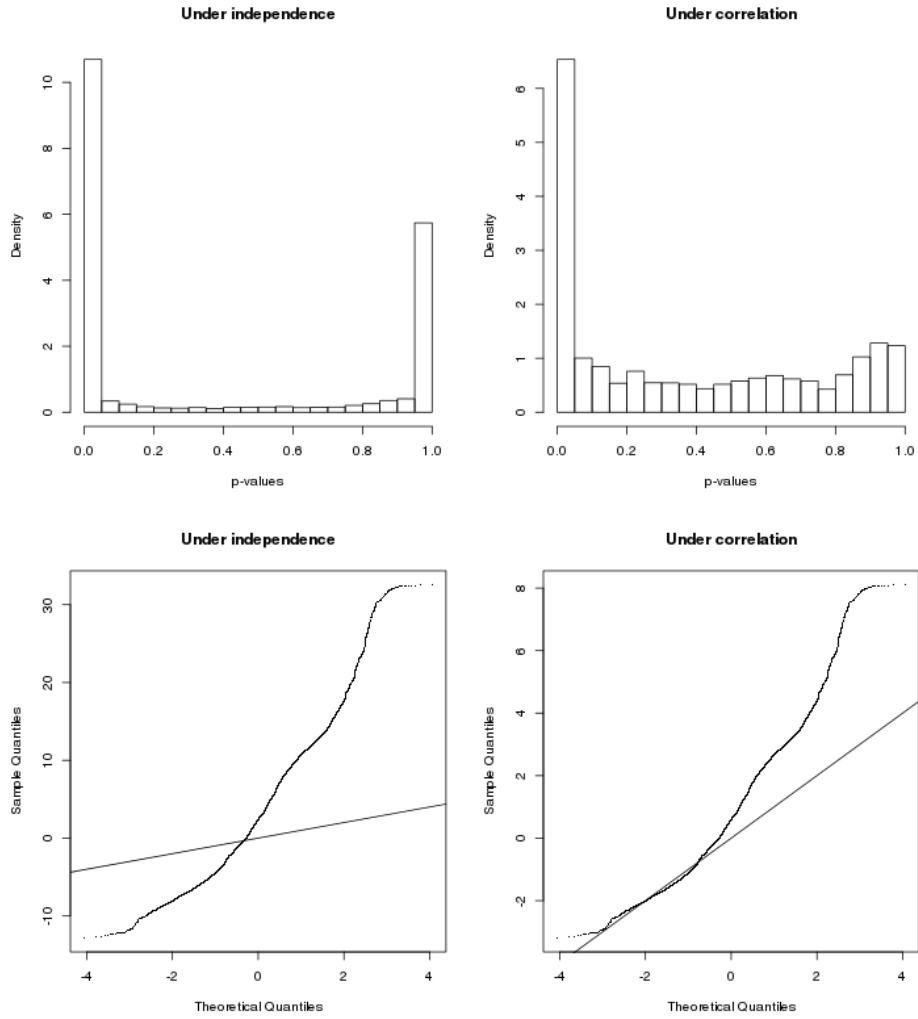 Under independence
Under correlation
Density
10
8
6
4
2
0
0.0 0.2 0.4 0.6 0.8 1.0
p-values
Density
6
5
4
3
2
1
0
0.0 0.2 0.4 0.6 0.8 1.0
p-values
Under independence
Under correlation
Sample Quantiles
30
20
10
0
-10
-4 -2 0 2 4
Theoretical Quantiles
Sample Quantiles
8
6
4
2
0
-2
-4 -2 0 2 4
Theoretical Quantiles